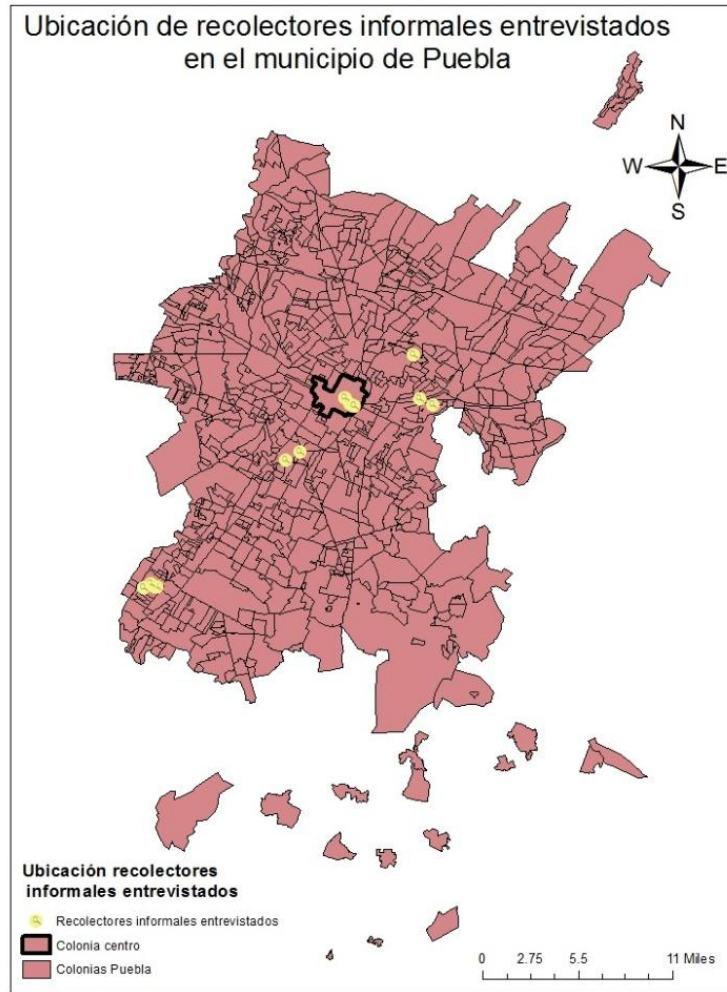 Ubicación de recolectores informales entrevistados
en el municipio de Puebla
N
W E
S
Ubicación recolectores
informales entrevistados
Recolectores informales entrevistados
Colonia centro
Colonias Puebla
0 2.75 5.5 11 Miles